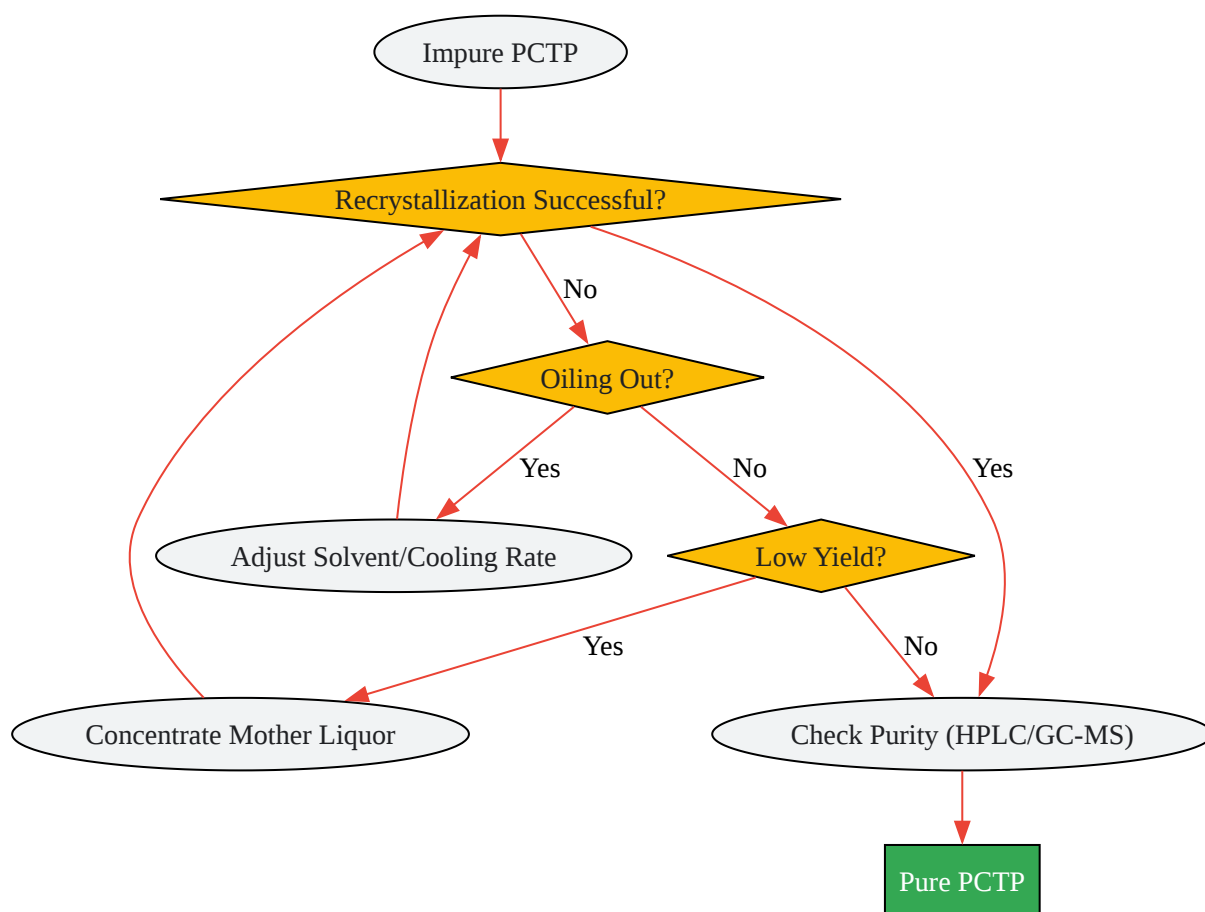 Impure PCTP
Recrystallization Successful?
No
Oiling Out?
Yes
No
Yes
Adjust Solvent/Cooling Rate
Low Yield?
Yes
No
Concentrate Mother Liquor
Check Purity (HPLC/GC-MS)
Pure PCTP